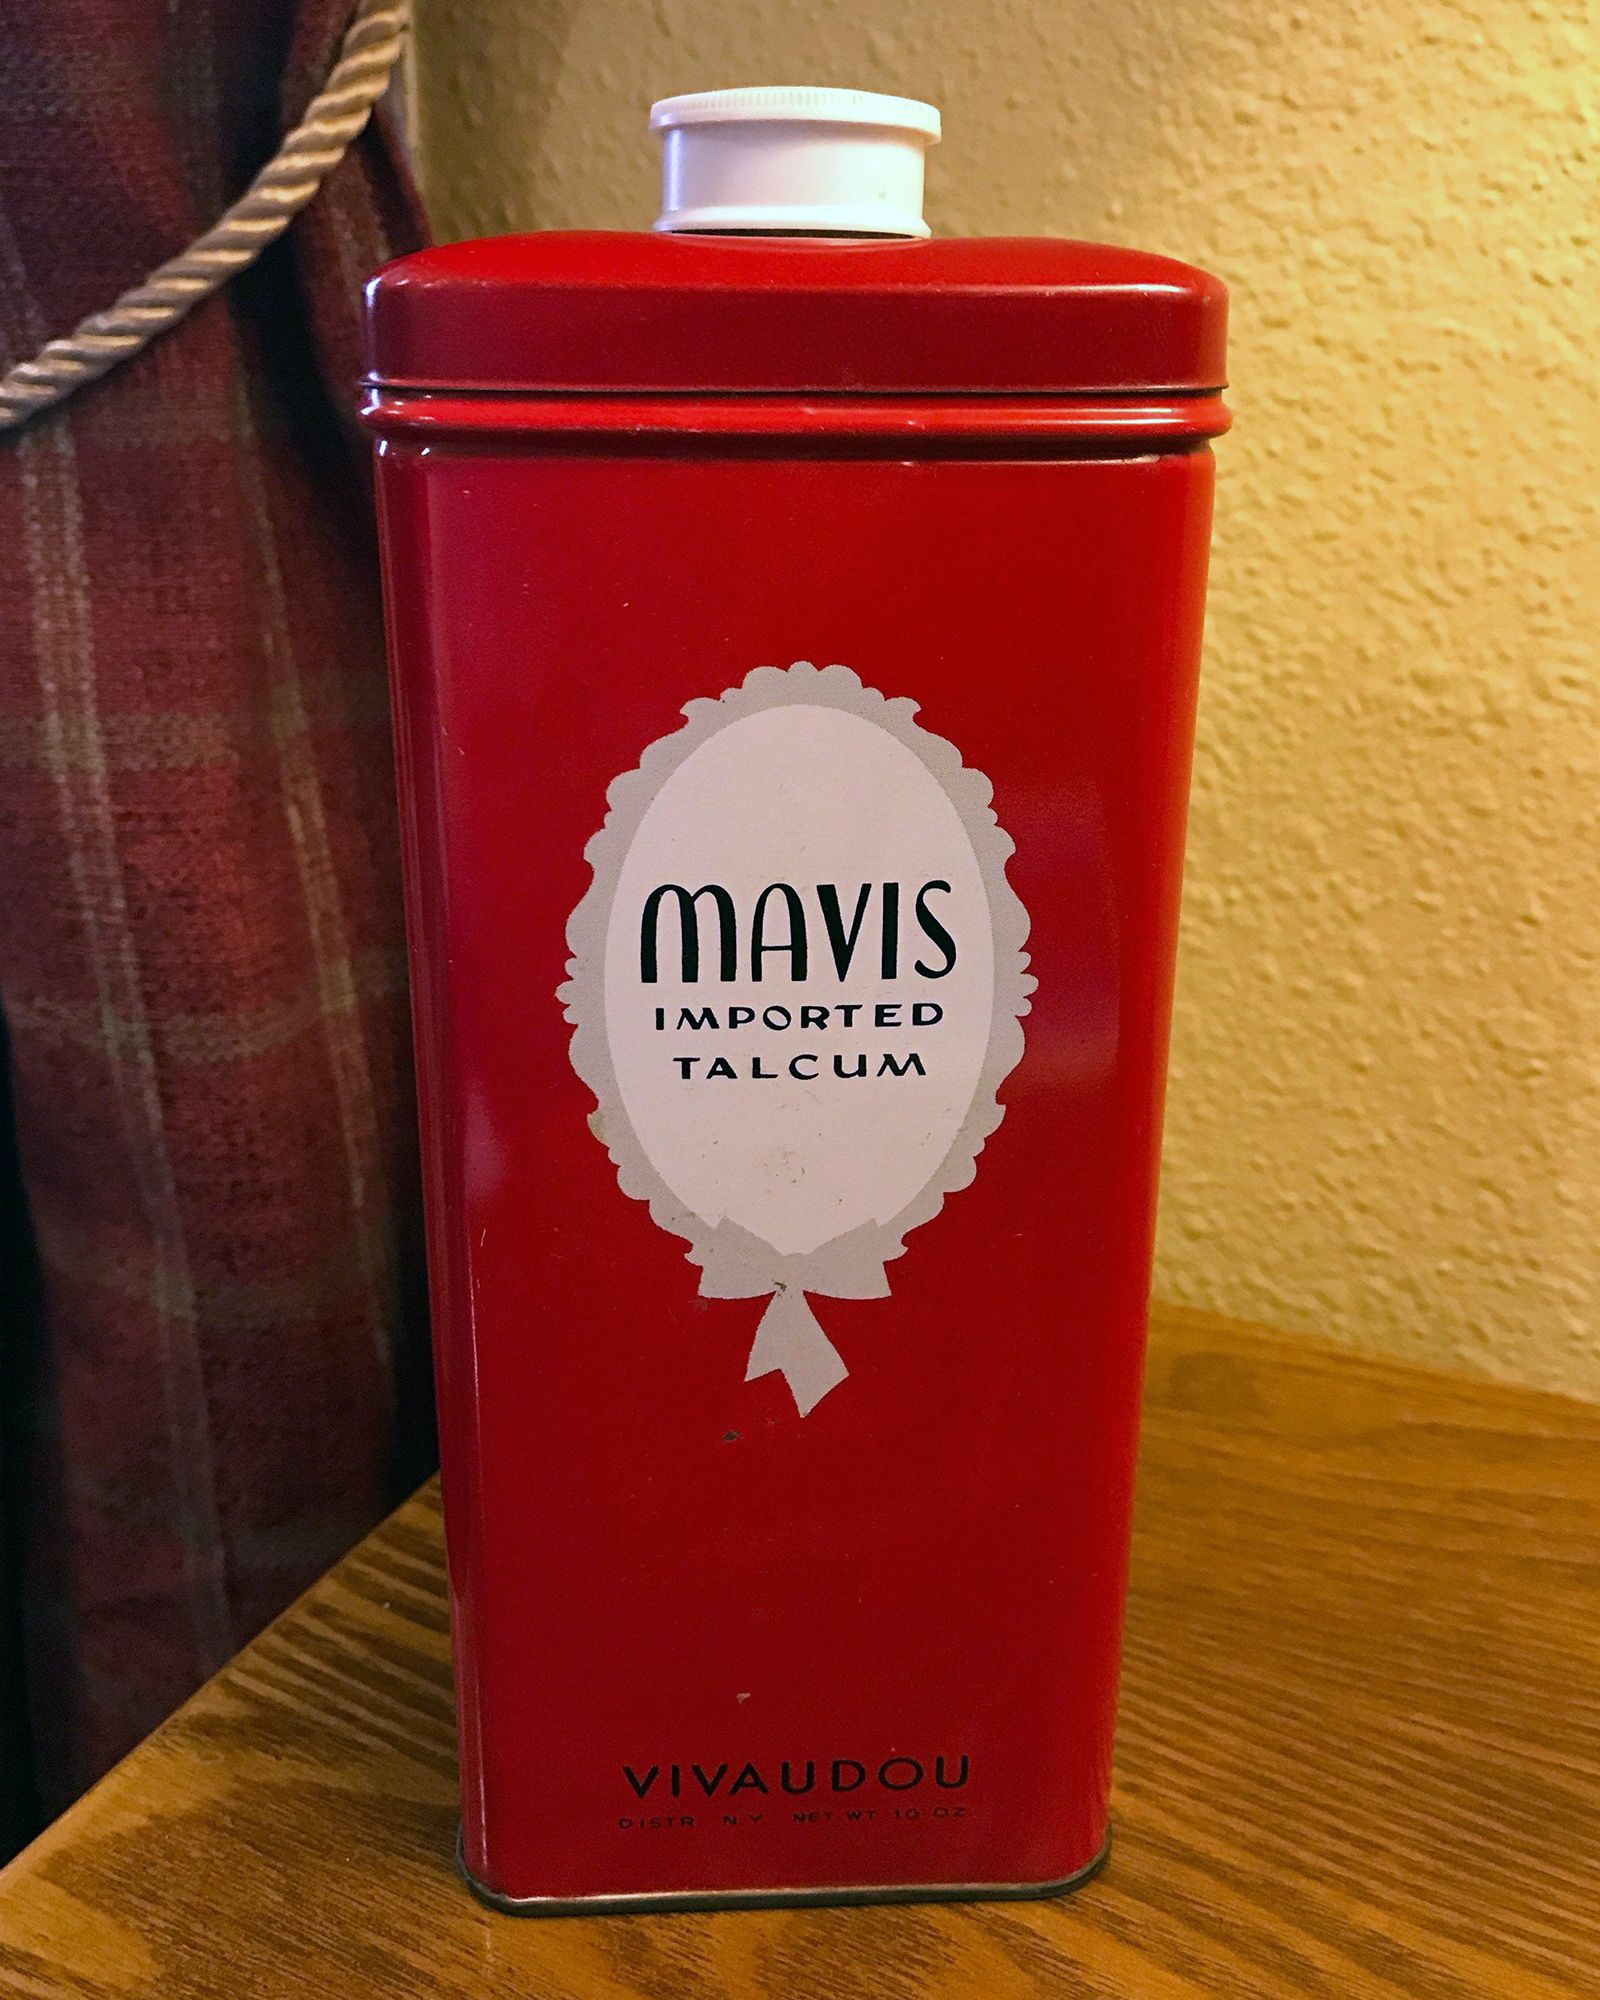 MAVIS
IMPORTED
TALCUM
VIVAUDOU
DISTR N.Y. NET WT. 10 OZ